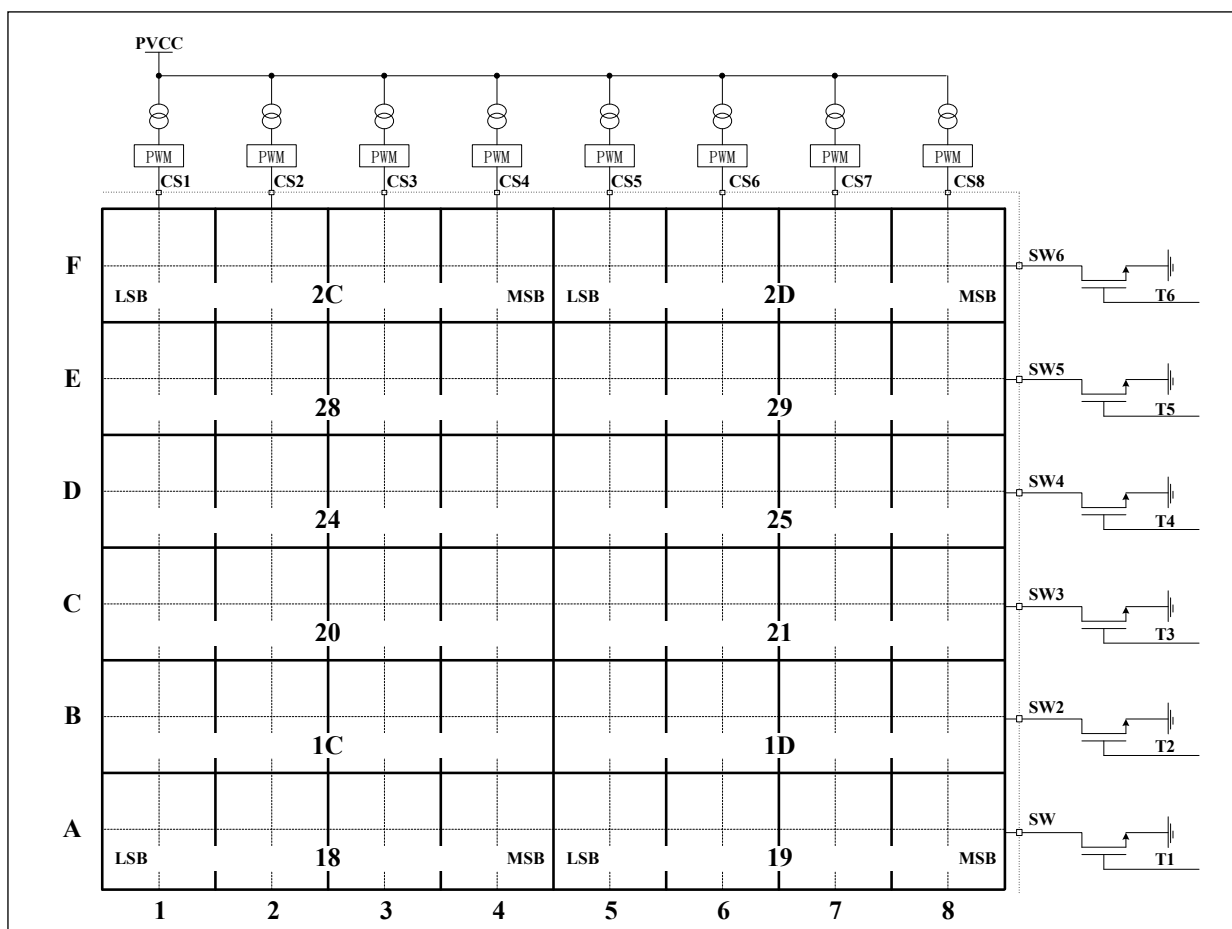 PVCC
PWM PWM PWM PWM PWM PWM PWM PWM
CS1 CS2 CS3 CS4 CS5 CS6 CS7 CS8
F SW6
LSB 2C MSB LSB 2D MSB T6
E SW5
28 29 T5
D SW4
24 25 T4
C SW3
20 21 T3
B SW2
1C 1D T2
A SW
LSB 18 MSB LSB 19 MSB T1
1 2 3 4 5 6 7 8